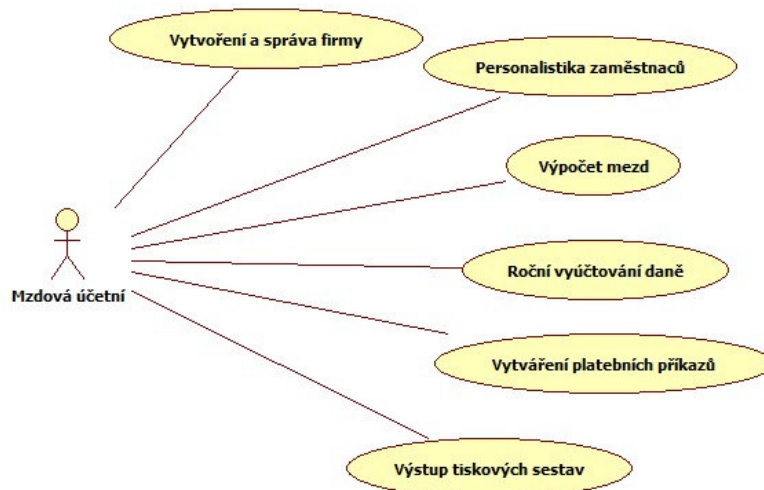 Vytvoření a správa firmy
Personalistika zaměstnaců
Výpočet mezd
Mzdová účetní
Roční vyúčtování daně
Vytváření platebních příkazů
Výstup tiskových sestav